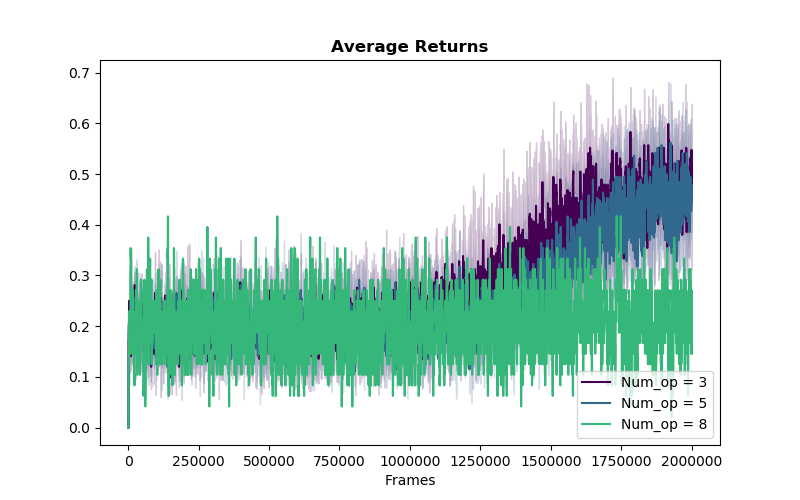 Average Returns
0.7
0.6
0.5
0.4
0.3
0.2
0.1
0.0
Num_op = 3
Num_op = 5
Num_op = 8
0 250000 500000 750000 1000000 1250000 1500000 1750000 2000000
Frames